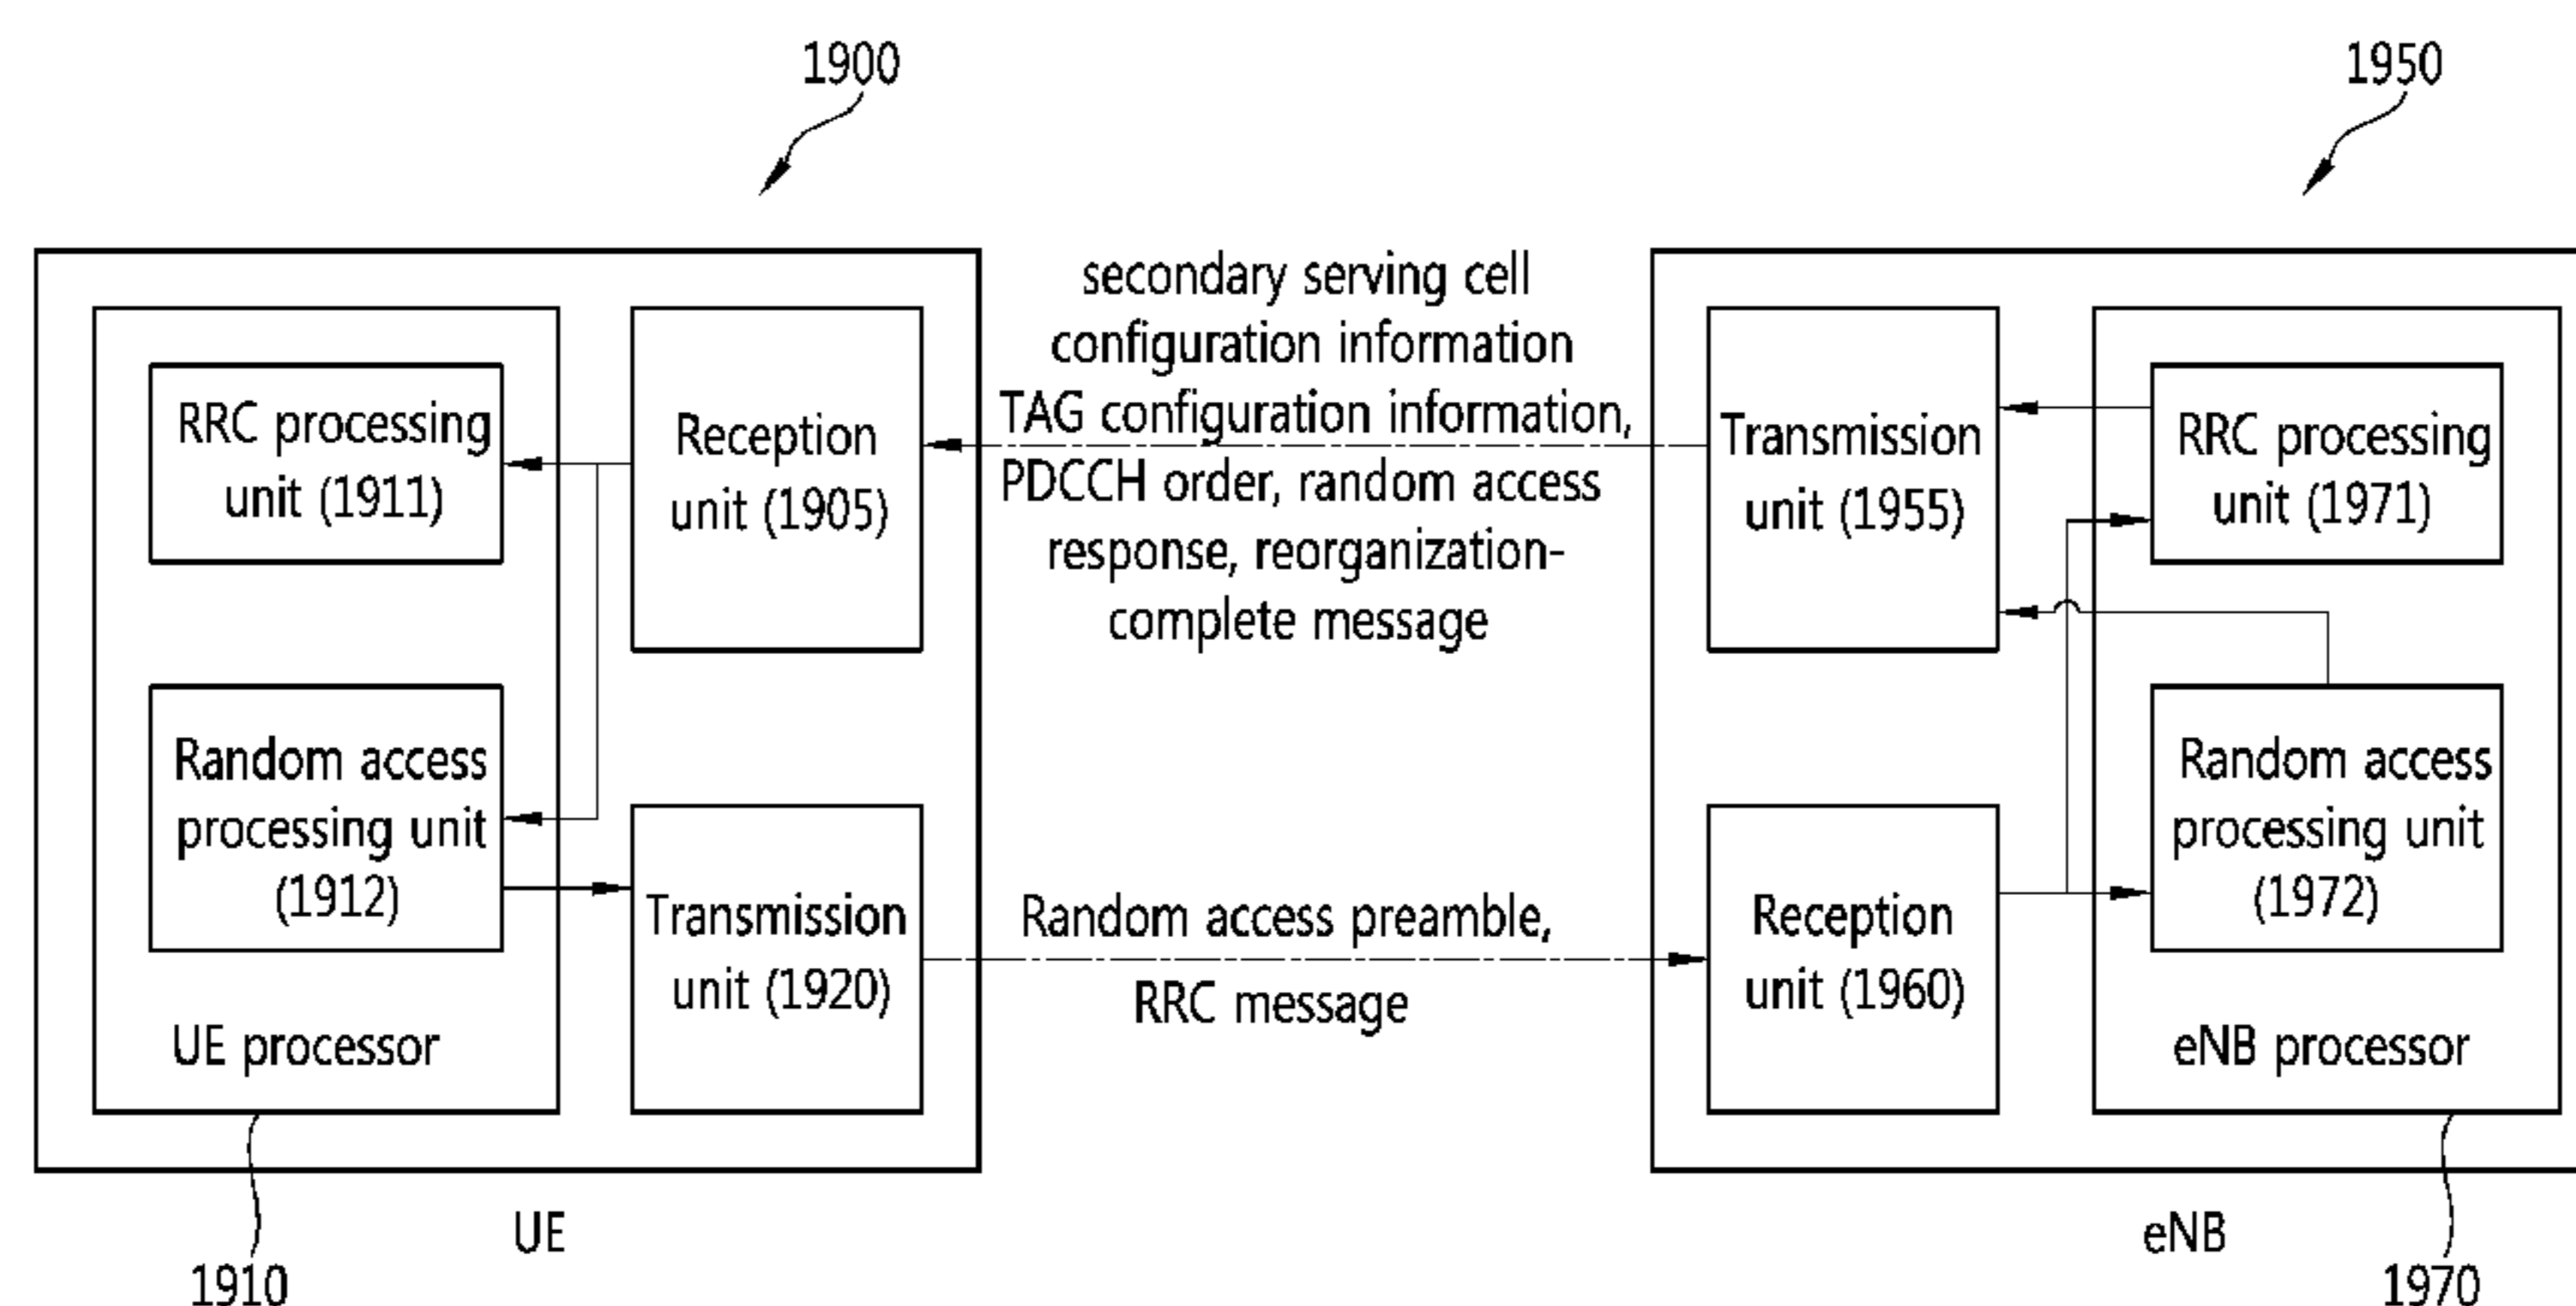 1900
1950
RRC processing
unit (1911)
Random access
processing unit
(1912)
UE processor
Reception
unit (1905)
Transmission
unit (1920)
secondary serving cell
configuration information
TAG configuration information,
PDCCH order, random access
response, reorganization-
complete message
Random access preamble,
RRC message
Transmission
unit (1955)
Reception
unit (1960)
RRC processing
unit (1971)
Random access
processing unit
(1972)
eNB processor
UE
eNB
1910
1970